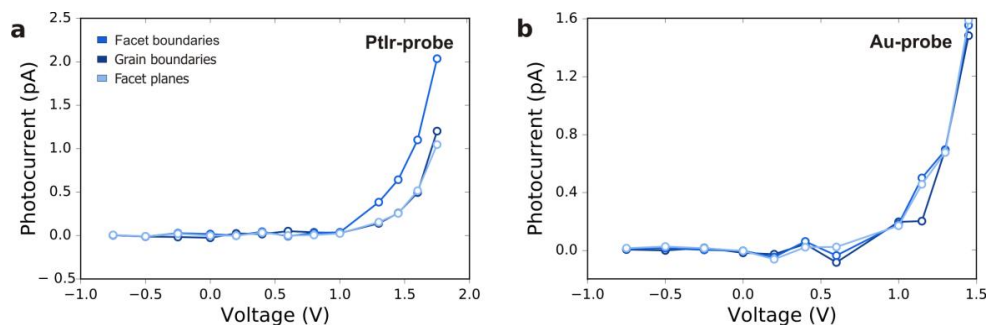 a
PtIr-probe
Facet boundaries
Grain boundaries
Facet planes
Photocurrent (pA)
2.5
2.0
1.5
1.0
0.5
0.0
−0.5
−1.0 −0.5 0.0 0.5 1.0 1.5 2.0
Voltage (V)
b
Au-probe
Photocurrent (pA)
1.6
1.2
0.8
0.4
0.0
−1.0 −0.5 0.0 0.5 1.0 1.5
Voltage (V)